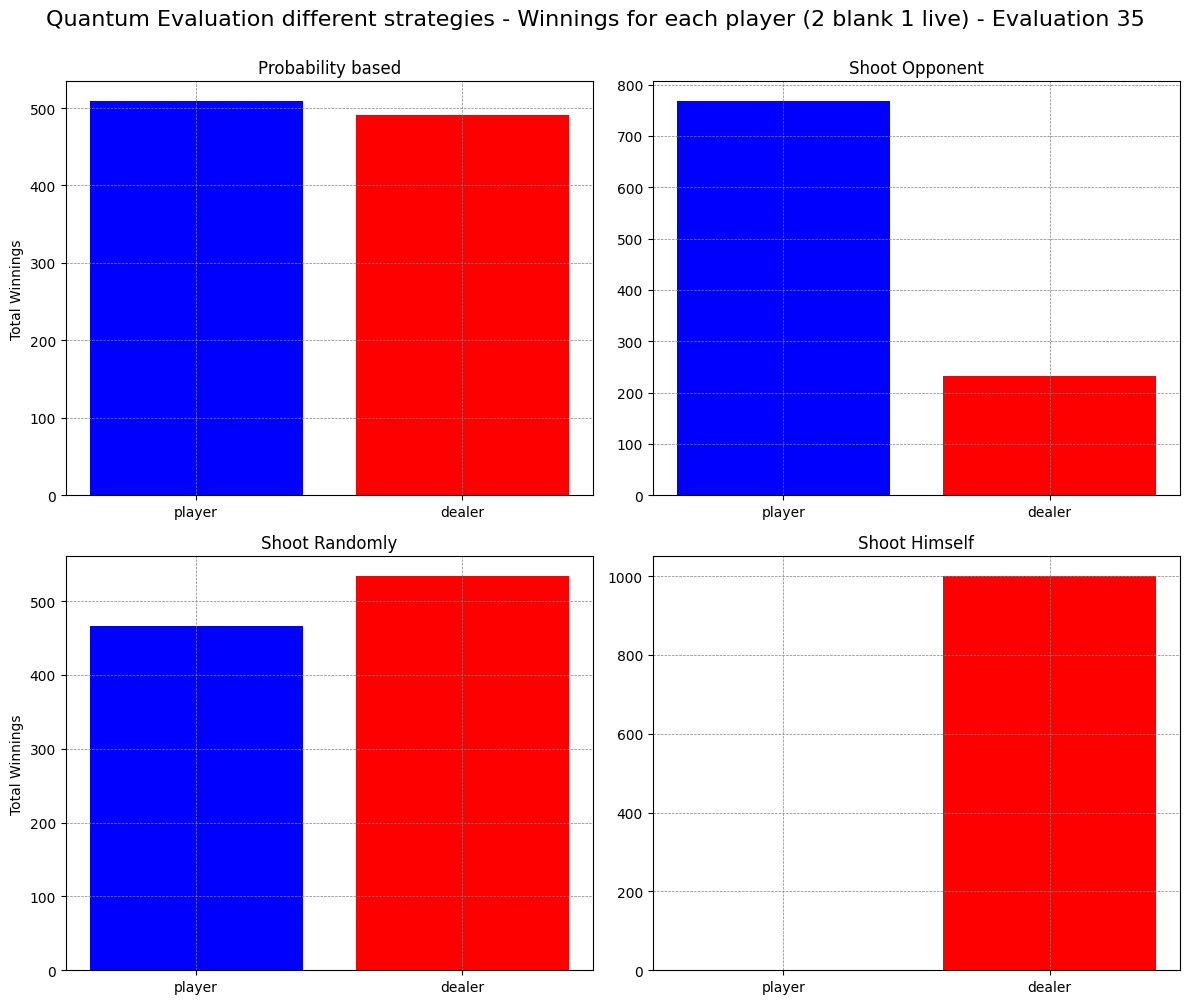 Quantum Evaluation different strategies - Winnings for each player (2 blank 1 live) - Evaluation 35
Probability based
Total Winnings
500
400
300
200
100
0
player
dealer
Shoot Opponent
800
700
600
500
400
300
200
100
0
player
dealer
Shoot Randomly
Total Winnings
500
400
300
200
100
0
player
dealer
Shoot Himself
1000
800
600
400
200
0
player
dealer